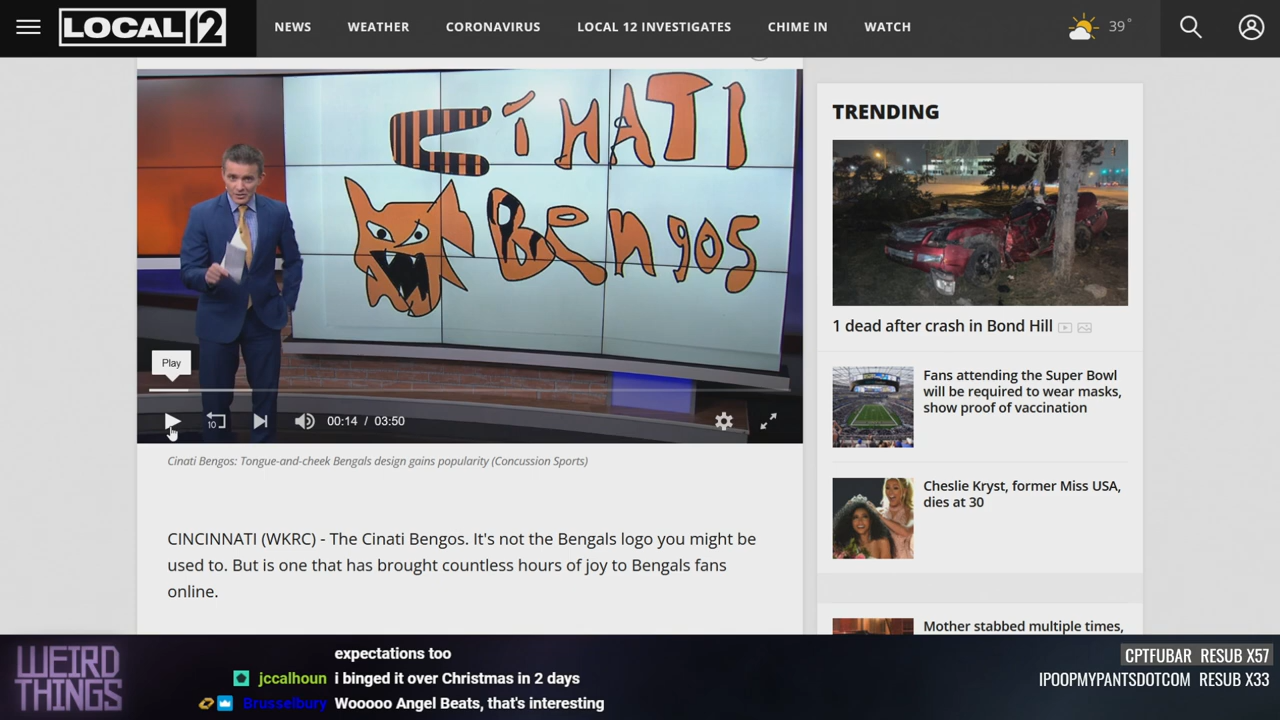 LOCAL 12
NEWS
WEATHER
CORONAVIRUS
LOCAL 12 INVESTIGATES
CHIME IN
WATCH
39°
CINATI
BengoS
Play
10
00:14 / 03:50
Cinati Bengos: Tongue-and-cheek Bengals design gains popularity (Concussion Sports)
CINCINNATI (WKRC) - The Cinati Bengos. It's not the Bengals logo you might be
used to. But is one that has brought countless hours of joy to Bengals fans
online.
TRENDING
1 dead after crash in Bond Hill
Fans attending the Super Bowl
will be required to wear masks,
show proof of vaccination
Cheslie Kryst, former Miss USA,
dies at 30
Mother stabbed multiple times,
WEIRD
THINGS
expectations too
jccalhoun i binged it over Christmas in 2 days
Brusselbury Wooooo Angel Beats, that's interesting
CPTFUBAR RESUB X57
IPOOPMYPANTSDOTCOM RESUB X33